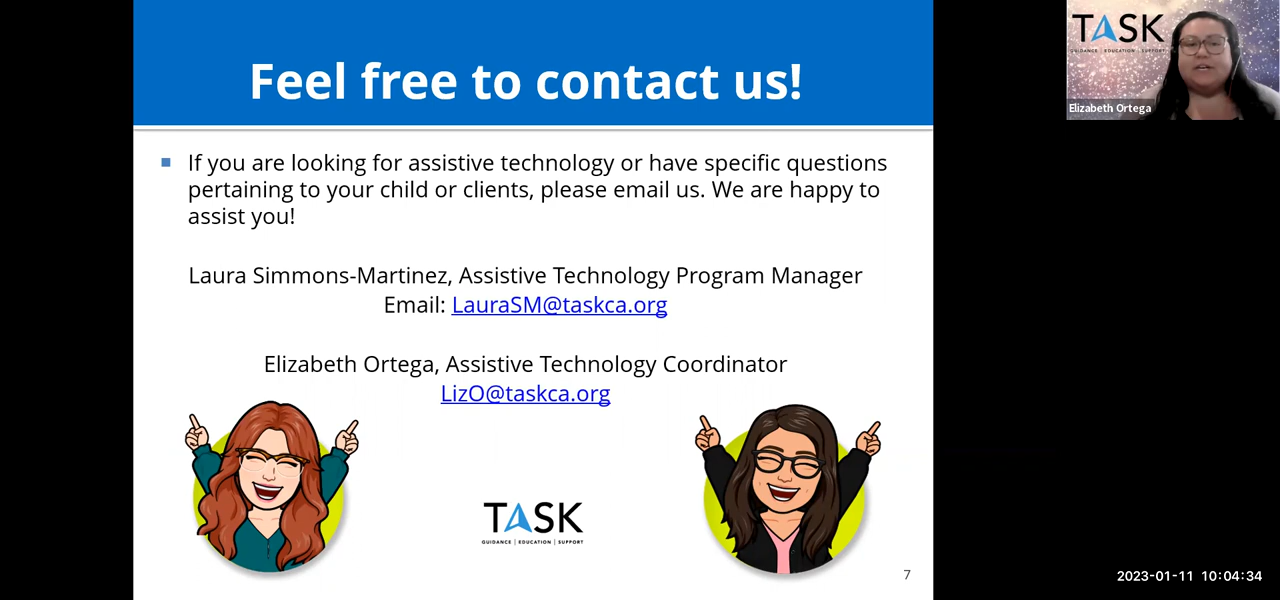 Feel free to contact us!
If you are looking for assistive technology or have specific questions
pertaining to your child or clients, please email us. We are happy to
assist you!
Laura Simmons-Martinez, Assistive Technology Program Manager
Email: LauraSM@taskca.org
Elizabeth Ortega, Assistive Technology Coordinator
LizO@taskca.org
TASK
GUIDANCE | EDUCATION | SUPPORT
7
TASK
GUIDANCE | EDUCATION | SUPPORT
Elizabeth Ortega
2023-01-11 10:04:34